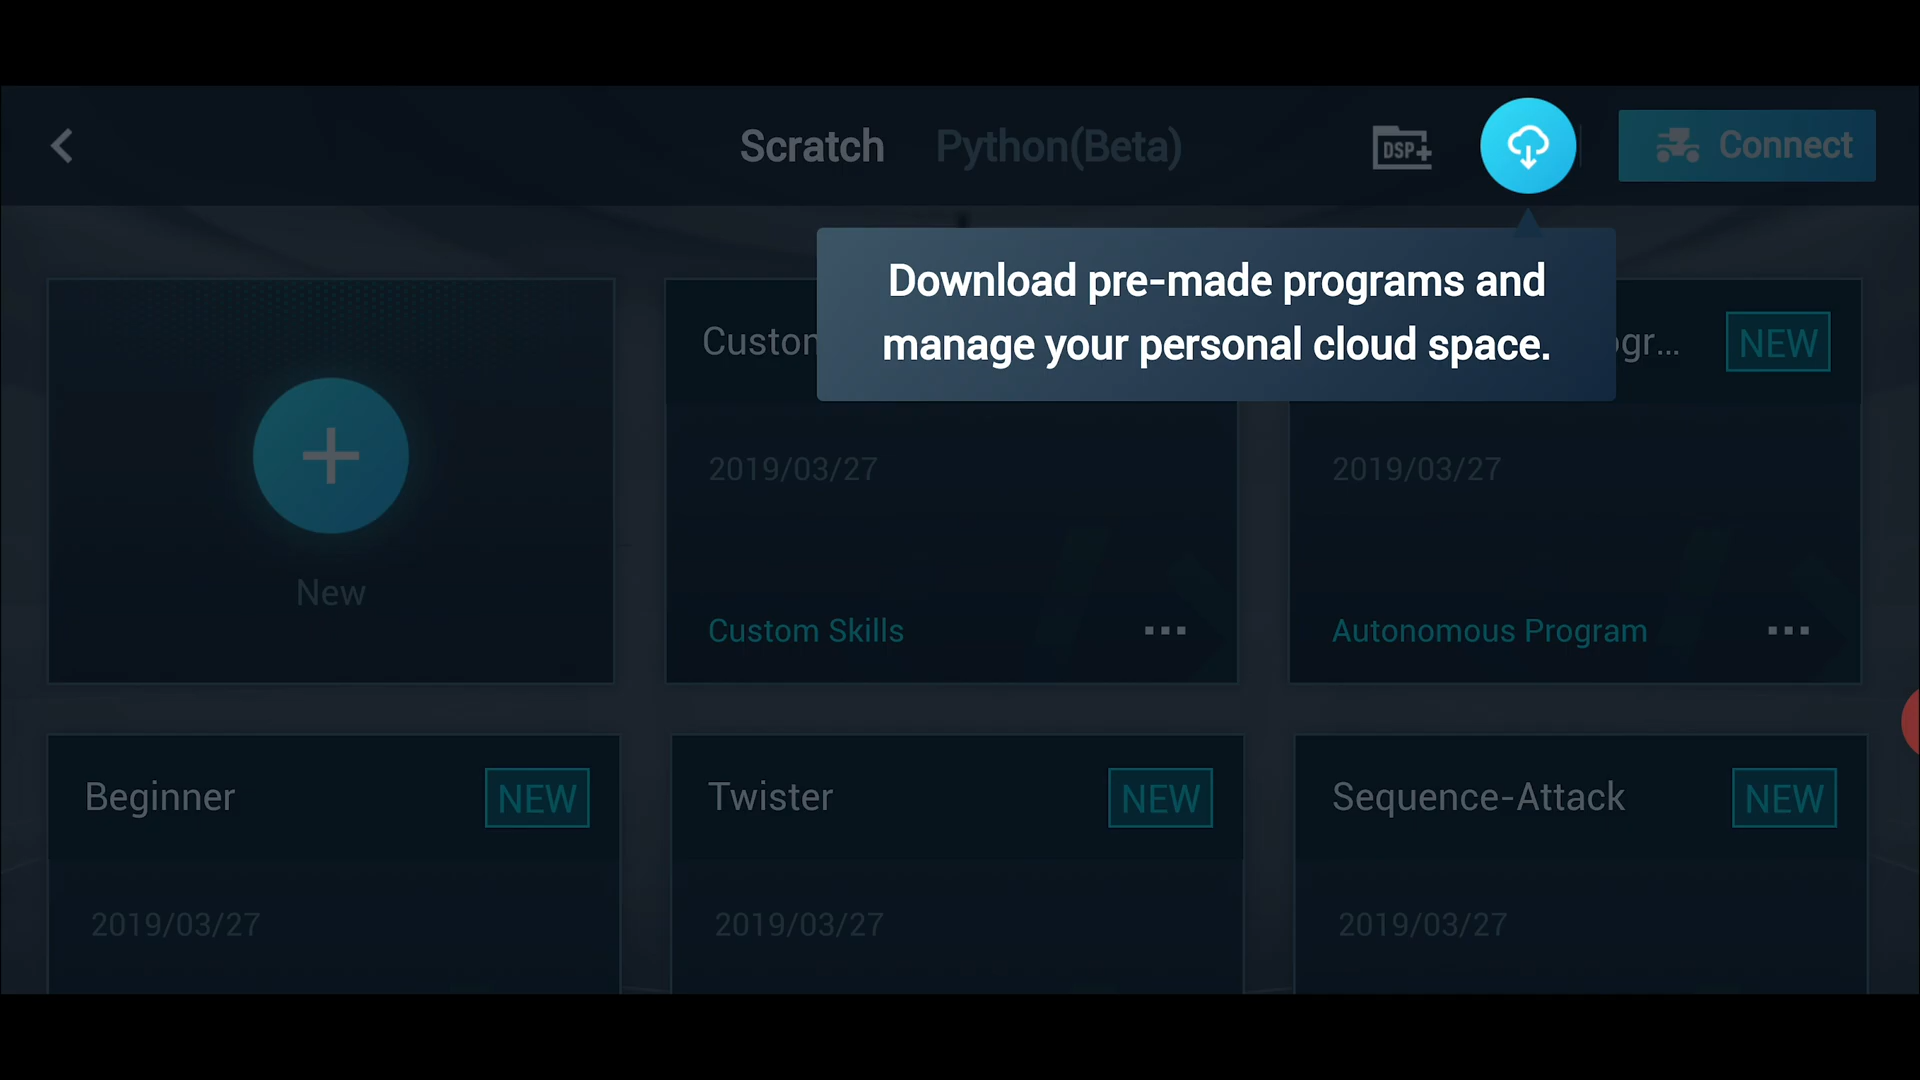 Scratch
Python(Beta)
DSP+
Connect
Download pre-made programs and
manage your personal cloud space.
NEW
2019/03/27
2019/03/27
New
Custom Skills
Autonomous Program
Beginner
NEW
Twister
NEW
Sequence-Attack
NEW
2019/03/27
2019/03/27
2019/03/27